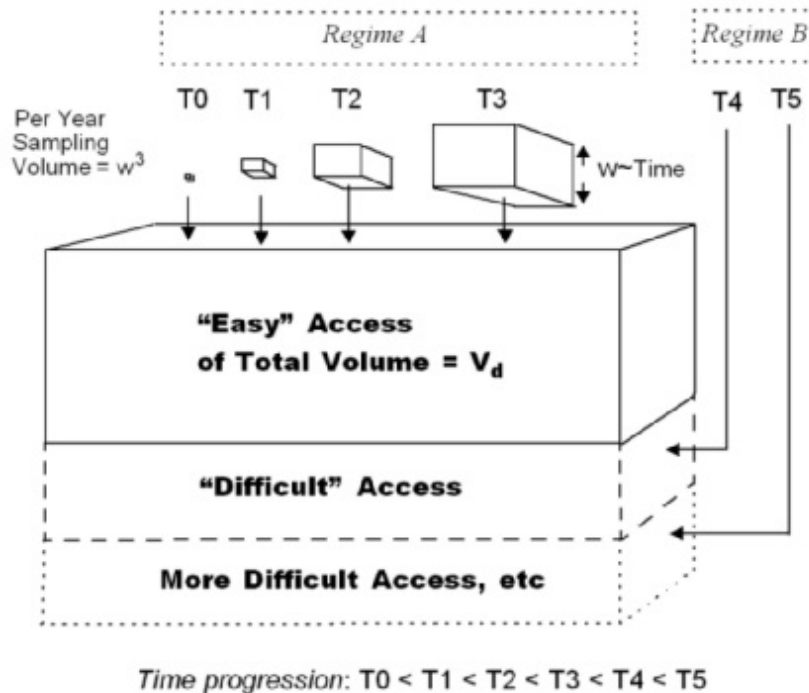 Regime A
Regime B
T0 T1 T2 T3
T4 T5
Per Year
Sampling
Volume = w³
w~Time
“Easy” Access
of Total Volume = V_d
“Difficult” Access
More Difficult Access, etc
Time progression: T0 < T1 < T2 < T3 < T4 < T5